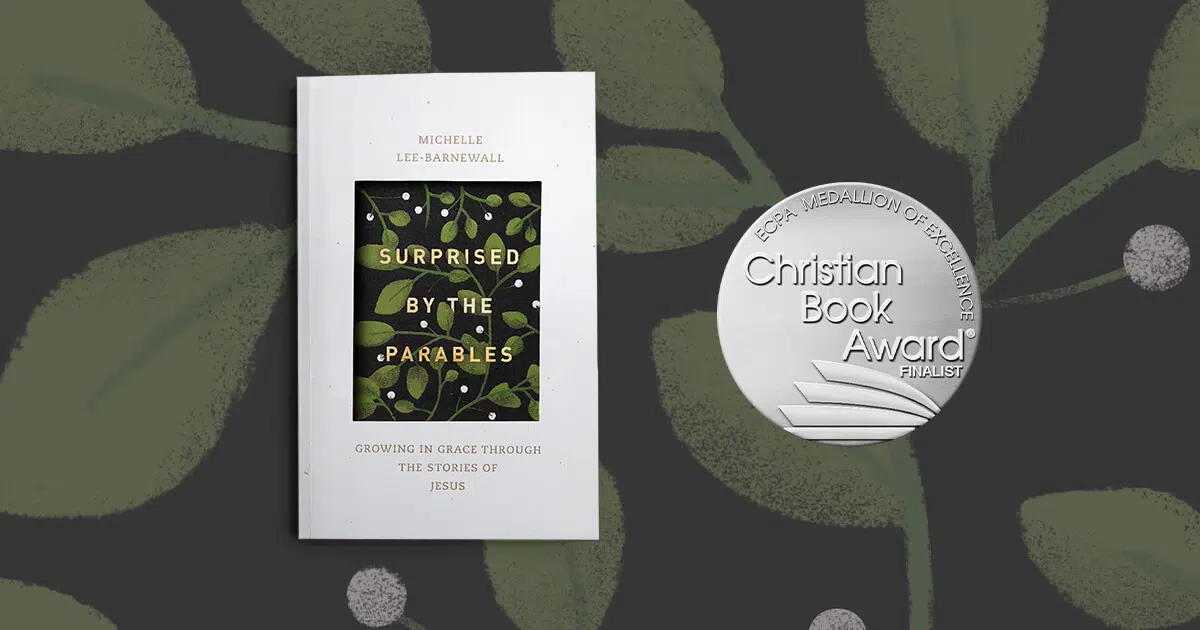 MICHELLE
LEE-BARNEWALL
SURPRISED
BY THE
PARABLES
GROWING IN GRACE THROUGH
THE STORIES OF
JESUS
ECPA MEDALLION OF EXCELLENCE
Christian
Book
Award®
FINALIST